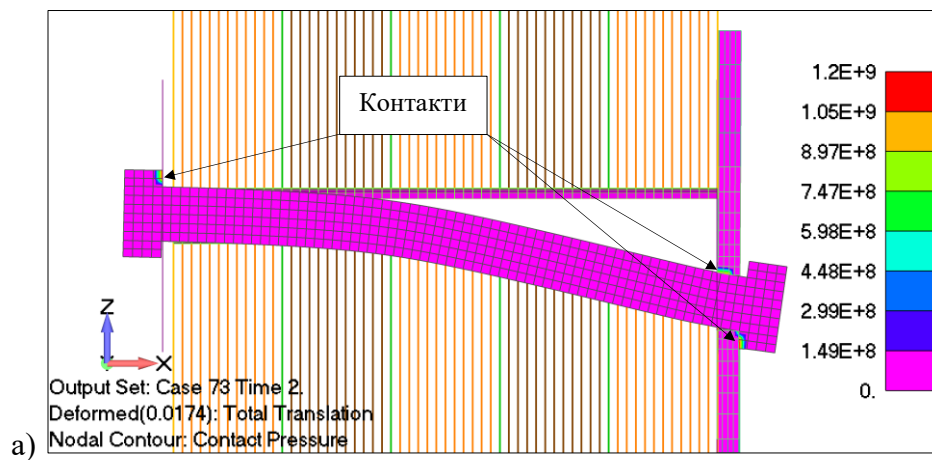 Контакти
1.2E+9
1.05E+9
8.97E+8
7.47E+8
5.98E+8
4.48E+8
2.99E+8
1.49E+8
0.
Z
X
Output Set: Case 73 Time 2.
Deformed(0.0174): Total Translation
Nodal Contour: Contact Pressure
а)